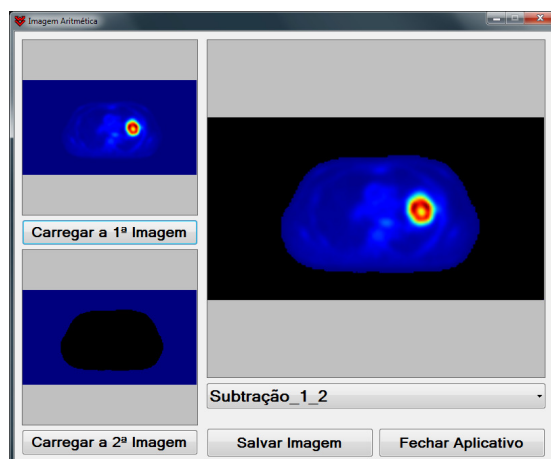 Imagem Aritmética
Carregar a 1ª Imagem
Carregar a 2ª Imagem
Subtração_1_2
Salvar Imagem
Fechar Aplicativo